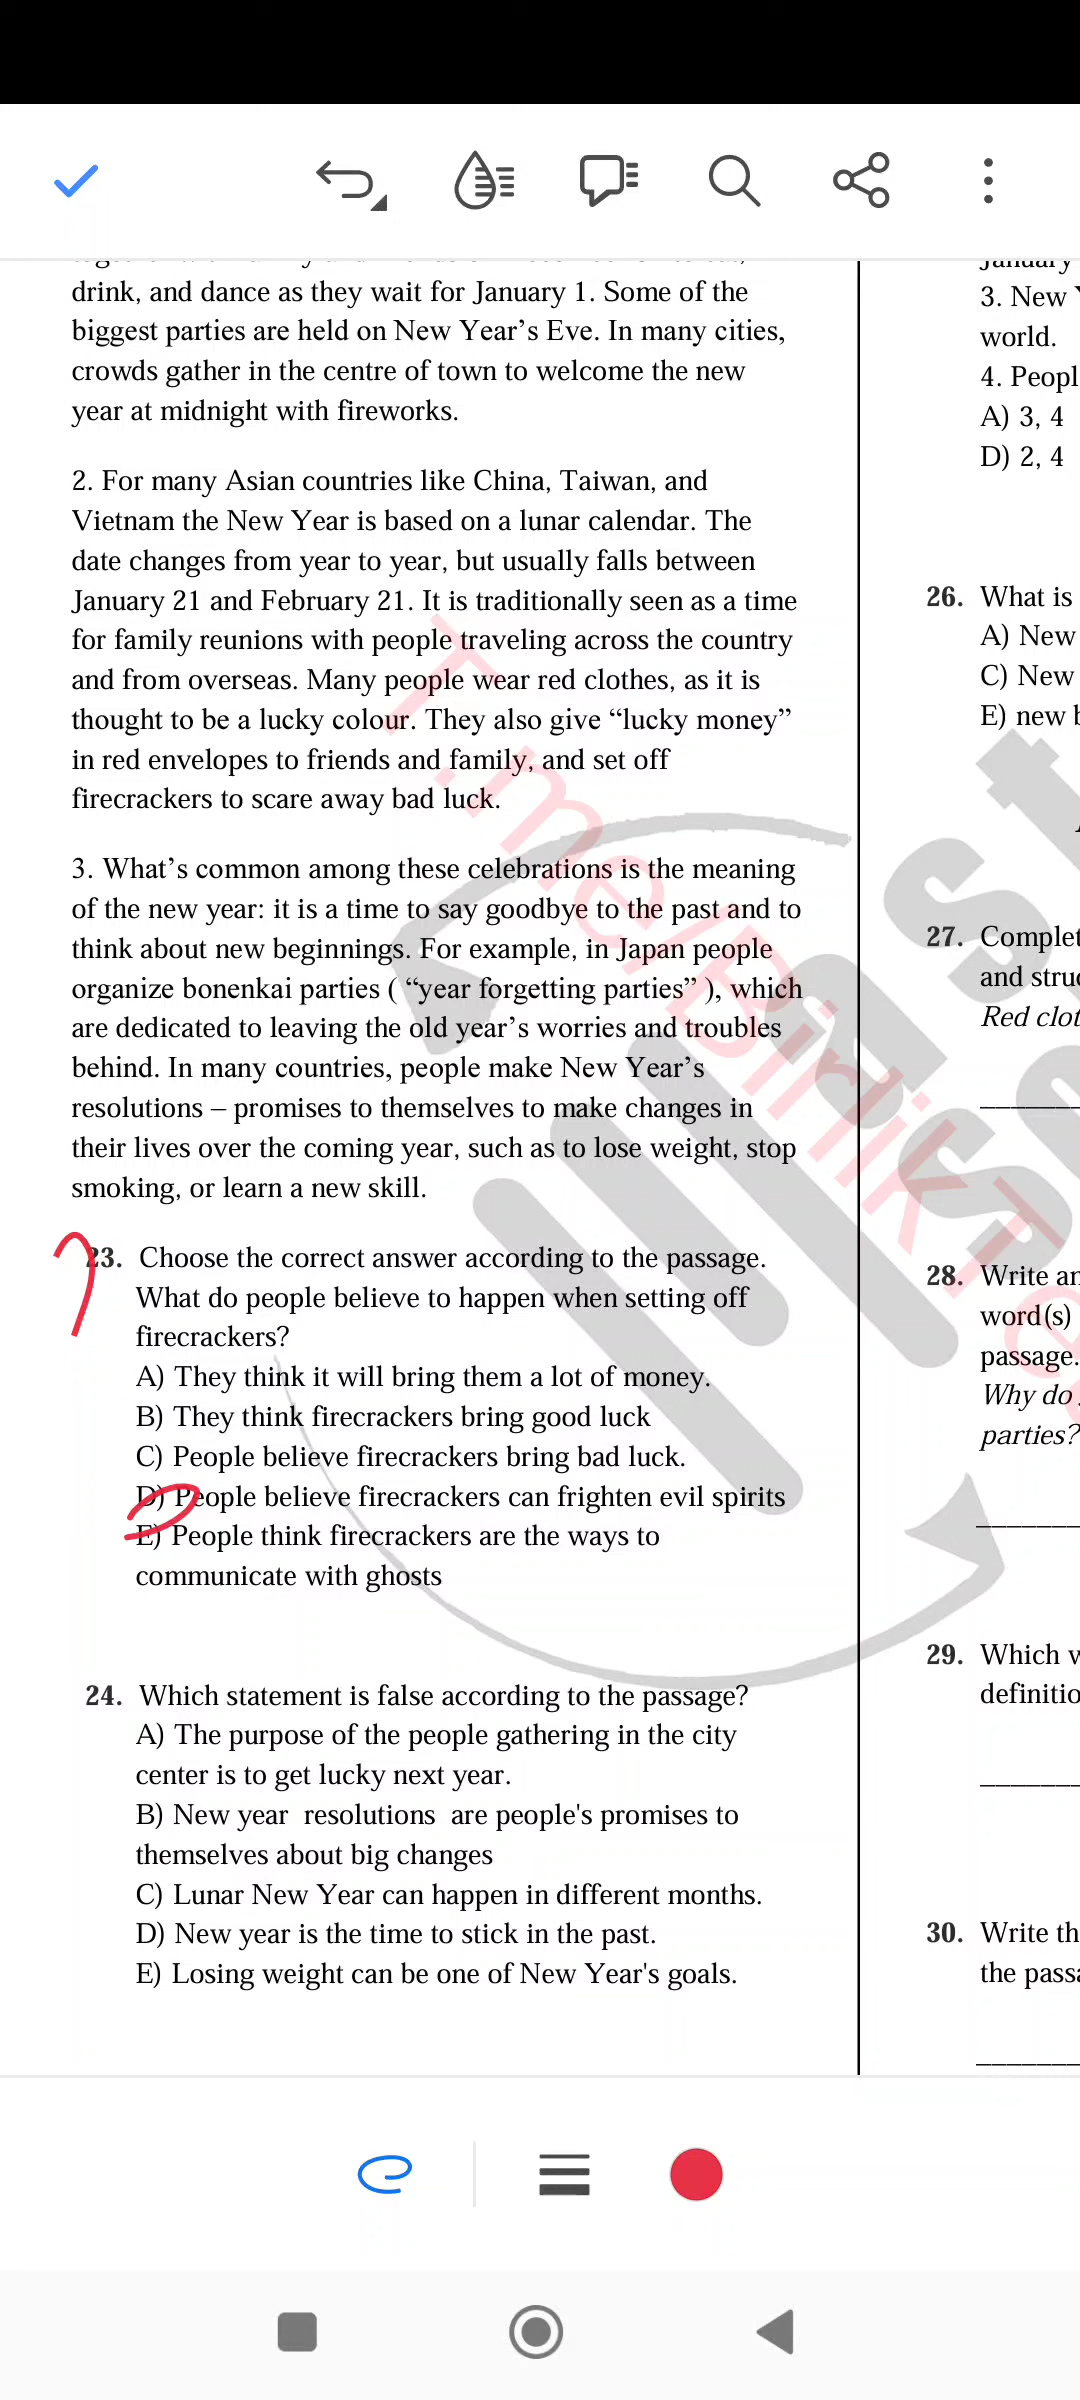 drink, and dance as they wait for January 1. Some of the
biggest parties are held on New Year's Eve. In many cities,
crowds gather in the centre of town to welcome the new
year at midnight with fireworks.
2. For many Asian countries like China, Taiwan, and
Vietnam the New Year is based on a lunar calendar. The
date changes from year to year, but usually falls between
January 21 and February 21. It is traditionally seen as a time
for family reunions with people traveling across the country
and from overseas. Many people wear red clothes, as it is
thought to be a lucky colour. They also give “lucky money”
in red envelopes to friends and family, and set off
firecrackers to scare away bad luck.
3. What's common among these celebrations is the meaning
of the new year: it is a time to say goodbye to the past and to
think about new beginnings. For example, in Japan people
organize bonenkai parties ( “year forgetting parties” ), which
are dedicated to leaving the old year's worries and troubles
behind. In many countries, people make New Year's
resolutions – promises to themselves to make changes in
their lives over the coming year, such as to lose weight, stop
smoking, or learn a new skill.
23. Choose the correct answer according to the passage.
What do people believe to happen when setting off
firecrackers?
A) They think it will bring them a lot of money.
B) They think firecrackers bring good luck
C) People believe firecrackers bring bad luck.
D) People believe firecrackers can frighten evil spirits
E) People think firecrackers are the ways to
communicate with ghosts
24. Which statement is false according to the passage?
A) The purpose of the people gathering in the city
center is to get lucky next year.
B) New year resolutions are people's promises to
themselves about big changes
C) Lunar New Year can happen in different months.
D) New year is the time to stick in the past.
E) Losing weight can be one of New Year's goals.
January
3. New
world.
4. Peopl
A) 3, 4
D) 2, 4
26. What is
A) New
C) New
E) new
27. Complet
and stru
Red clot
28. Write an
word(s)
passage.
Why do
parties?
29. Which
definitio
30. Write th
the passa
T.me/BirlikTe